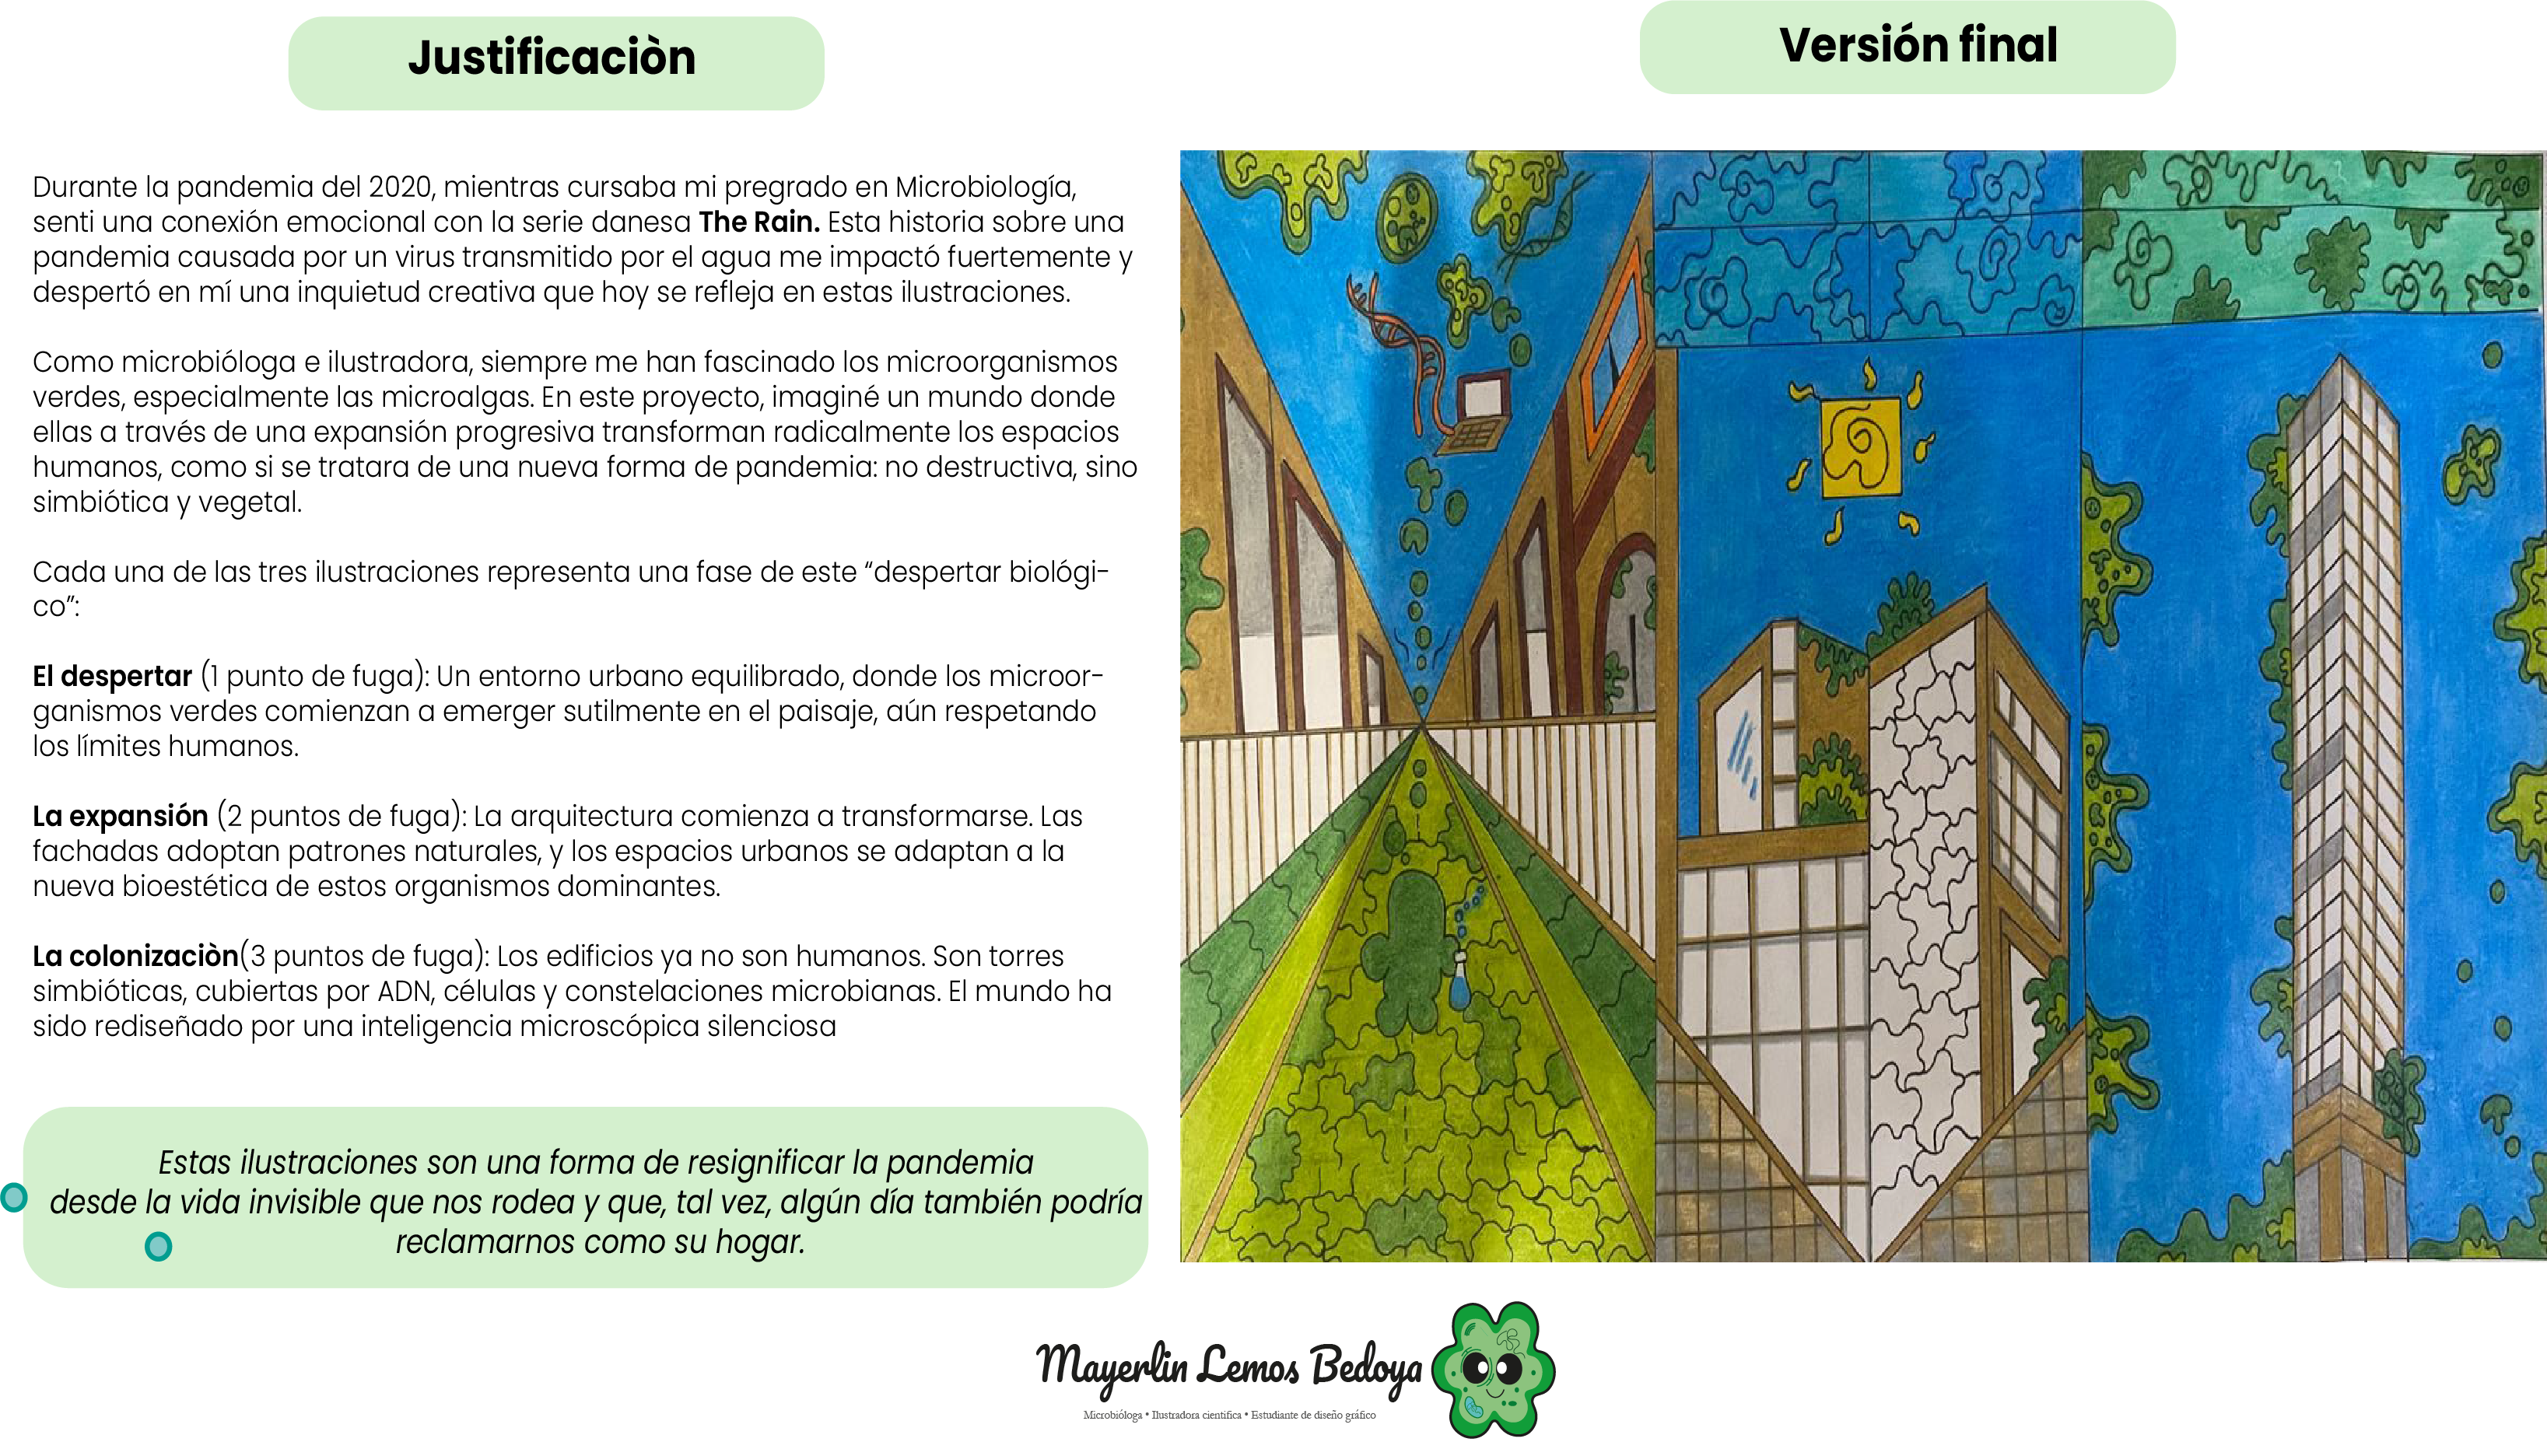 Justificaciòn
Durante la pandemia del 2020, mientras cursaba mi pregrado en Microbiología,
senti una conexión emocional con la serie danesa The Rain. Esta historia sobre una
pandemia causada por un virus transmitido por el agua me impactó fuertemente y
despertó en mí una inquietud creativa que hoy se refleja en estas ilustraciones.
Como microbióloga e ilustradora, siempre me han fascinado los microorganismos
verdes, especialmente las microalgas. En este proyecto, imaginé un mundo donde
ellas a través de una expansión progresiva transforman radicalmente los espacios
humanos, como si se tratara de una nueva forma de pandemia: no destructiva, sino
simbiótica y vegetal.
Cada una de las tres ilustraciones representa una fase de este “despertar biológi-
co”:
El despertar (1 punto de fuga): Un entorno urbano equilibrado, donde los microor-
ganismos verdes comienzan a emerger sutilmente en el paisaje, aún respetando
los límites humanos.
La expansión (2 puntos de fuga): La arquitectura comienza a transformarse. Las
fachadas adoptan patrones naturales, y los espacios urbanos se adaptan a la
nueva bioestética de estos organismos dominantes.
La colonizaciòn(3 puntos de fuga): Los edificios ya no son humanos. Son torres
simbióticas, cubiertas por ADN, células y constelaciones microbianas. El mundo ha
sido rediseñado por una inteligencia microscópica silenciosa
Estas ilustraciones son una forma de resignificar la pandemia
desde la vida invisible que nos rodea y que, tal vez, algún día también podría
reclamarnos como su hogar.
Versión final
Mayerlin Lemos Bedoya
Microbióloga • Ilustradora cientifica • Estudiante de diseño gráfico